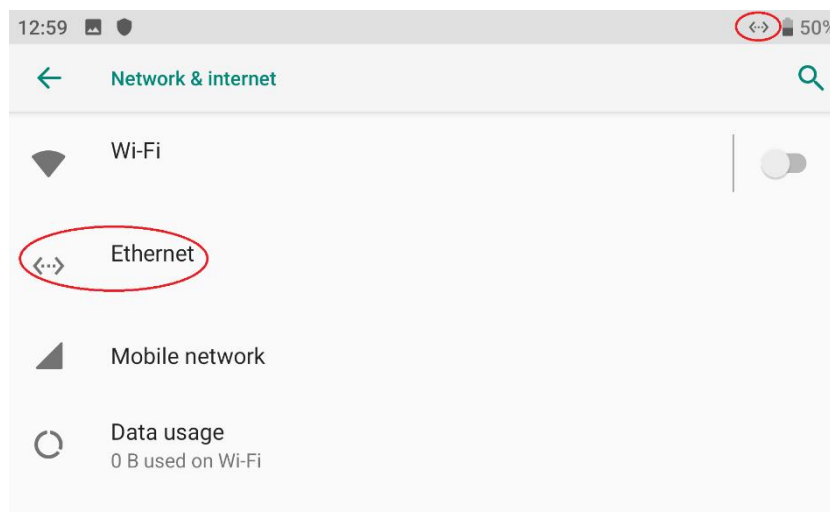 12:59 50%
Network & internet
Wi-Fi
Ethernet
Mobile network
Data usage
0 B used on Wi-Fi